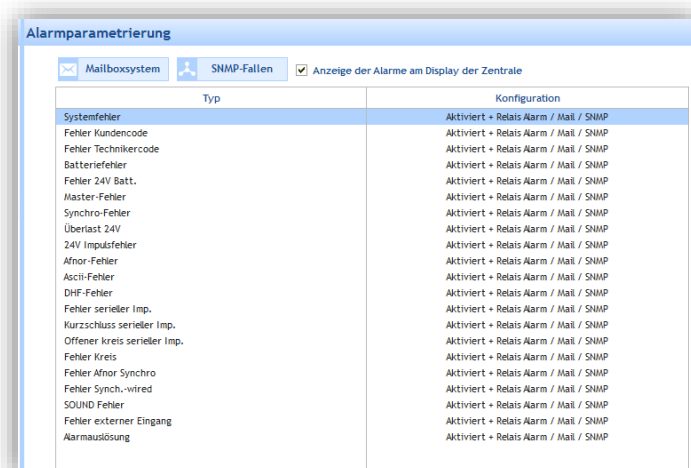 Alarmparametrierung
Mailboxsystem SNMP-Fallen Anzeige der Alarme am Display der Zentrale
Typ Konfiguration
Systemfehler Aktiviert + Relais Alarm / Mail / SNMP
Fehler Kundencode Aktiviert + Relais Alarm / Mail / SNMP
Fehler Technikercode Aktiviert + Relais Alarm / Mail / SNMP
Batteriefehler Aktiviert + Relais Alarm / Mail / SNMP
Fehler 24V Batt. Aktiviert + Relais Alarm / Mail / SNMP
Master-Fehler Aktiviert + Relais Alarm / Mail / SNMP
Synchro-Fehler Aktiviert + Relais Alarm / Mail / SNMP
Überlast 24V Aktiviert + Relais Alarm / Mail / SNMP
24V Impulsfehler Aktiviert + Relais Alarm / Mail / SNMP
Afnor-Fehler Aktiviert + Relais Alarm / Mail / SNMP
Ascii-Fehler Aktiviert + Relais Alarm / Mail / SNMP
DHF-Fehler Aktiviert + Relais Alarm / Mail / SNMP
Fehler serieller Imp. Aktiviert + Relais Alarm / Mail / SNMP
Kurzschluss serieller Imp. Aktiviert + Relais Alarm / Mail / SNMP
Offener kreis serieller Imp. Aktiviert + Relais Alarm / Mail / SNMP
Fehler Kreis Aktiviert + Relais Alarm / Mail / SNMP
Fehler Afnor Synchro Aktiviert + Relais Alarm / Mail / SNMP
Fehler Synch.-wired Aktiviert + Relais Alarm / Mail / SNMP
SOUND Fehler Aktiviert + Relais Alarm / Mail / SNMP
Fehler externer Eingang Aktiviert + Relais Alarm / Mail / SNMP
Alarmauslösung Aktiviert + Relais Alarm / Mail / SNMP